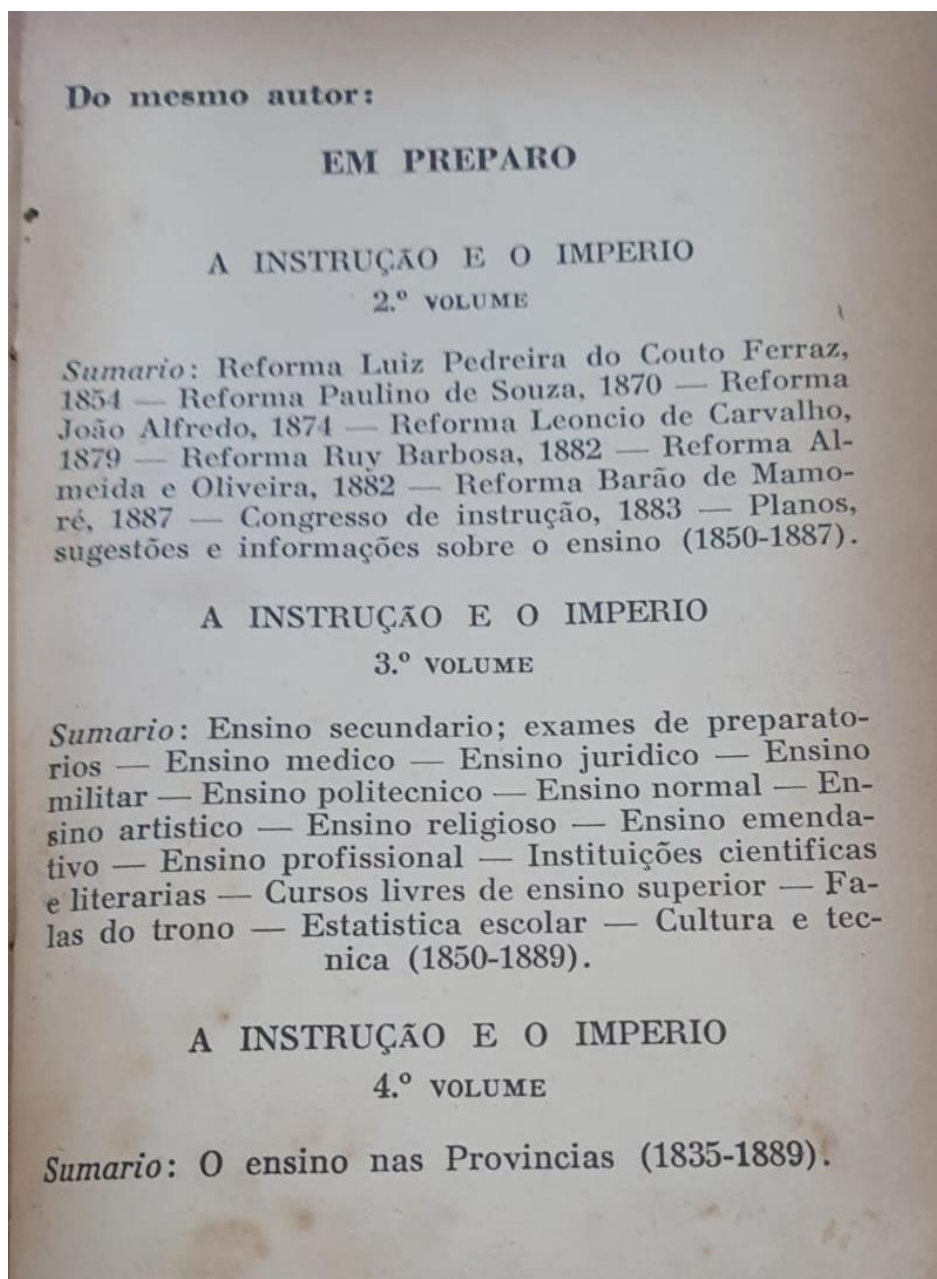 Do mesmo autor:
EM PREPARO
A INSTRUÇÃO E O IMPERIO
2.º VOLUME
Sumario: Reforma Luiz Pedreira do Couto Ferraz,
1854 — Reforma Paulino de Souza, 1870 — Reforma
João Alfredo, 1874 — Reforma Leoncio de Carvalho,
1879 — Reforma Ruy Barbosa, 1882 — Reforma Al-
meida e Oliveira, 1882 — Reforma Barão de Mamo-
ré, 1887 — Congresso de instrução, 1883 — Planos,
sugestões e informações sobre o ensino (1850-1887).
A INSTRUÇÃO E O IMPERIO
3.º VOLUME
Sumario: Ensino secundario; exames de preparato-
rios — Ensino medico — Ensino juridico — Ensino
militar — Ensino politecnico — Ensino normal — En-
sino artistico — Ensino religioso — Ensino emenda-
tivo — Ensino profissional — Instituições cientificas
e literarias — Cursos livres de ensino superior — Fa-
las do trono — Estatistica escolar — Cultura e tec-
nica (1850-1889).
A INSTRUÇÃO E O IMPERIO
4.º VOLUME
Sumario: O ensino nas Provincias (1835-1889).